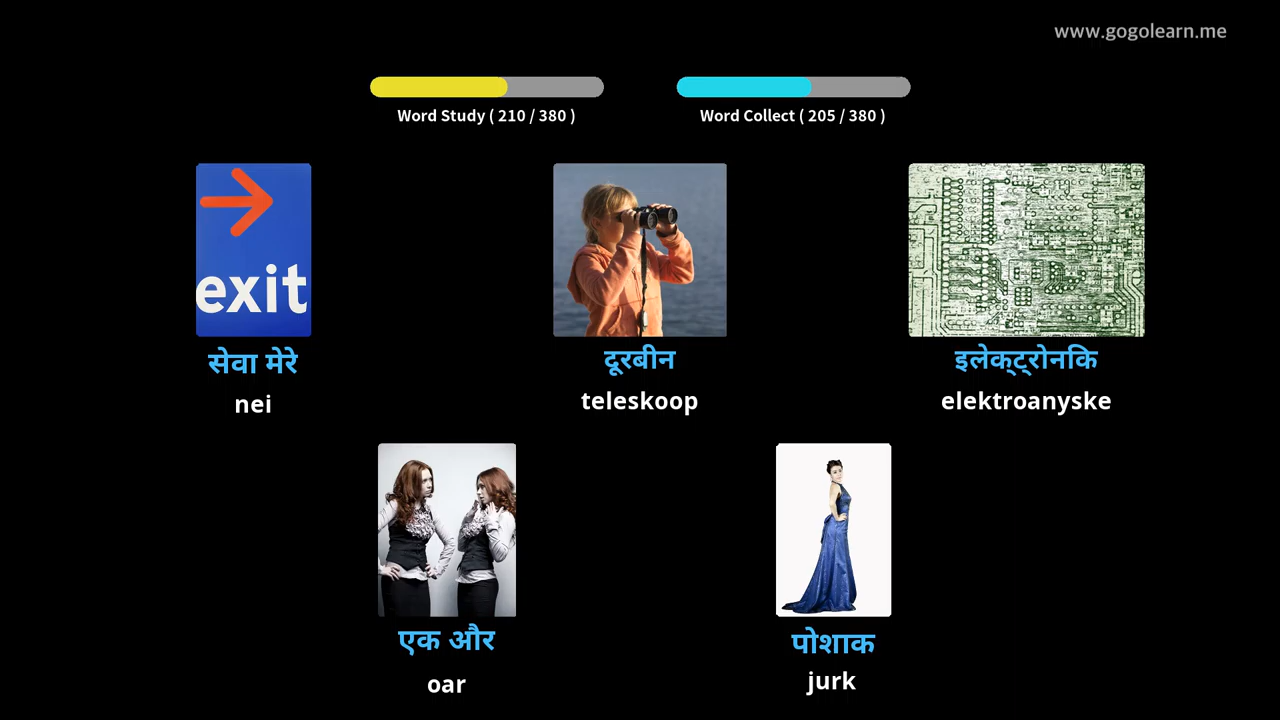 www.gogolearn.me
Word Study ( 210 / 380 )
Word Collect ( 205 / 380 )
exit
सेवा मेरे
दूरबीन
इलेक्ट्रोनकि
nei
teleskoop
elektroanyske
एक और
पोशाक
oar
jurk